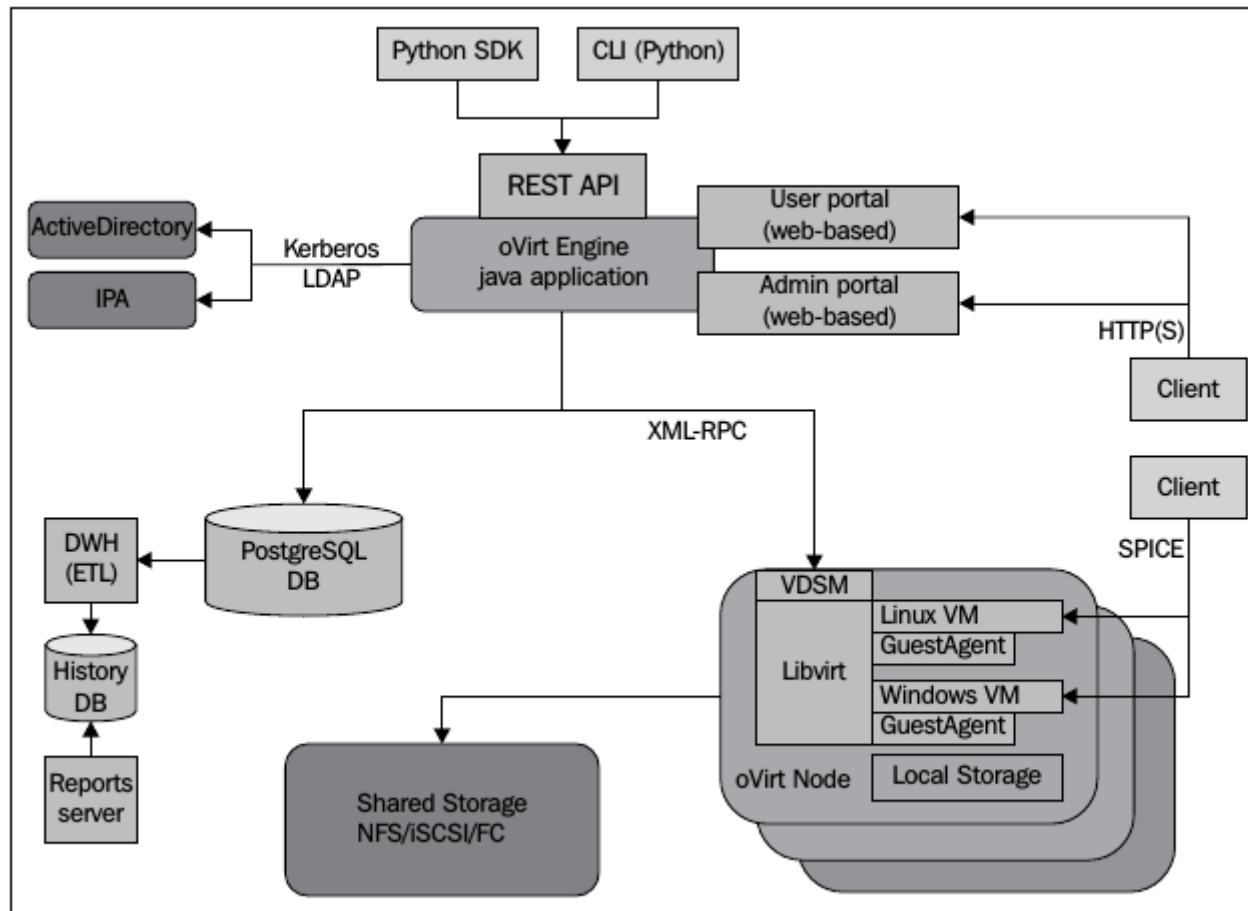 Python SDK
CLI (Python)
REST API
User portal
(web-based)
ActiveDirectory
Kerberos
LDAP
oVirt Engine
java application
IPA
Admin portal
(web-based)
HTTP(S)
Client
XML-RPC
Client
SPICE
DWH
(ETL)
PostgreSQL
DB
VDSM
Linux VM
GuestAgent
Libvirt
Windows VM
GuestAgent
History
DB
oVirt Node
Local Storage
Reports
server
Shared Storage
NFS/iSCSI/FC